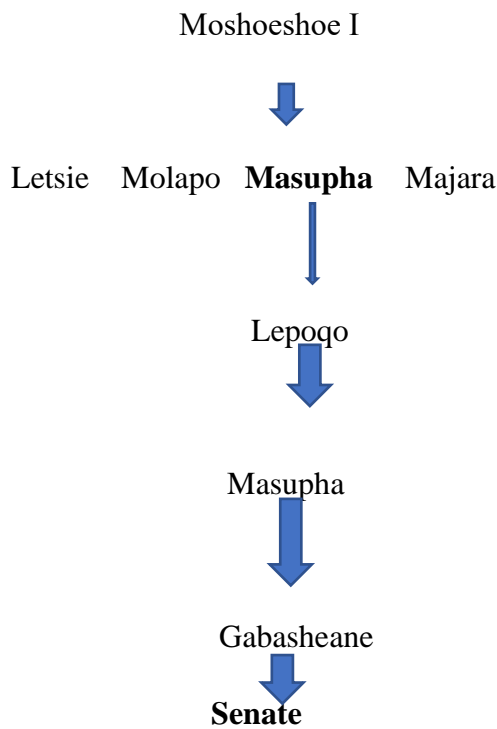 Moshoeshoe I
Letsie Molapo Masupha Majara
Lepoqo
Masupha
Gabasheane
Senate